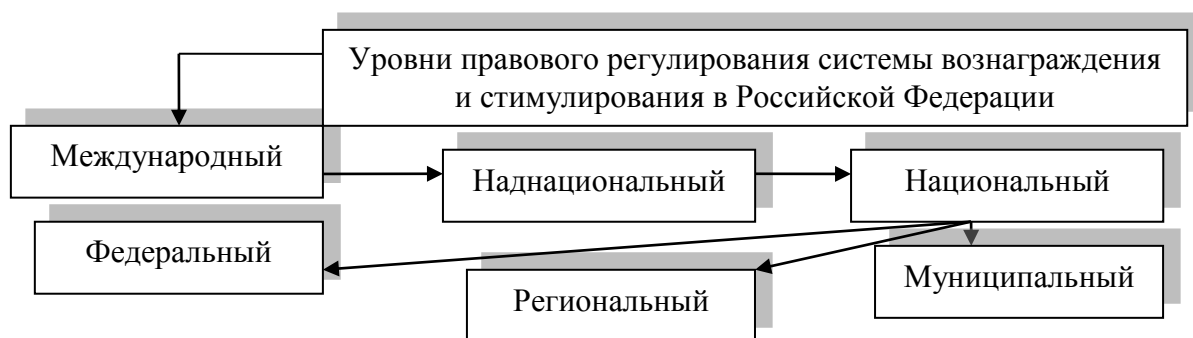 Уровни правового регулирования системы вознаграждения
и стимулирования в Российской Федерации
Международный
Наднациональный
Национальный
Федеральный
Региональный
Муниципальный